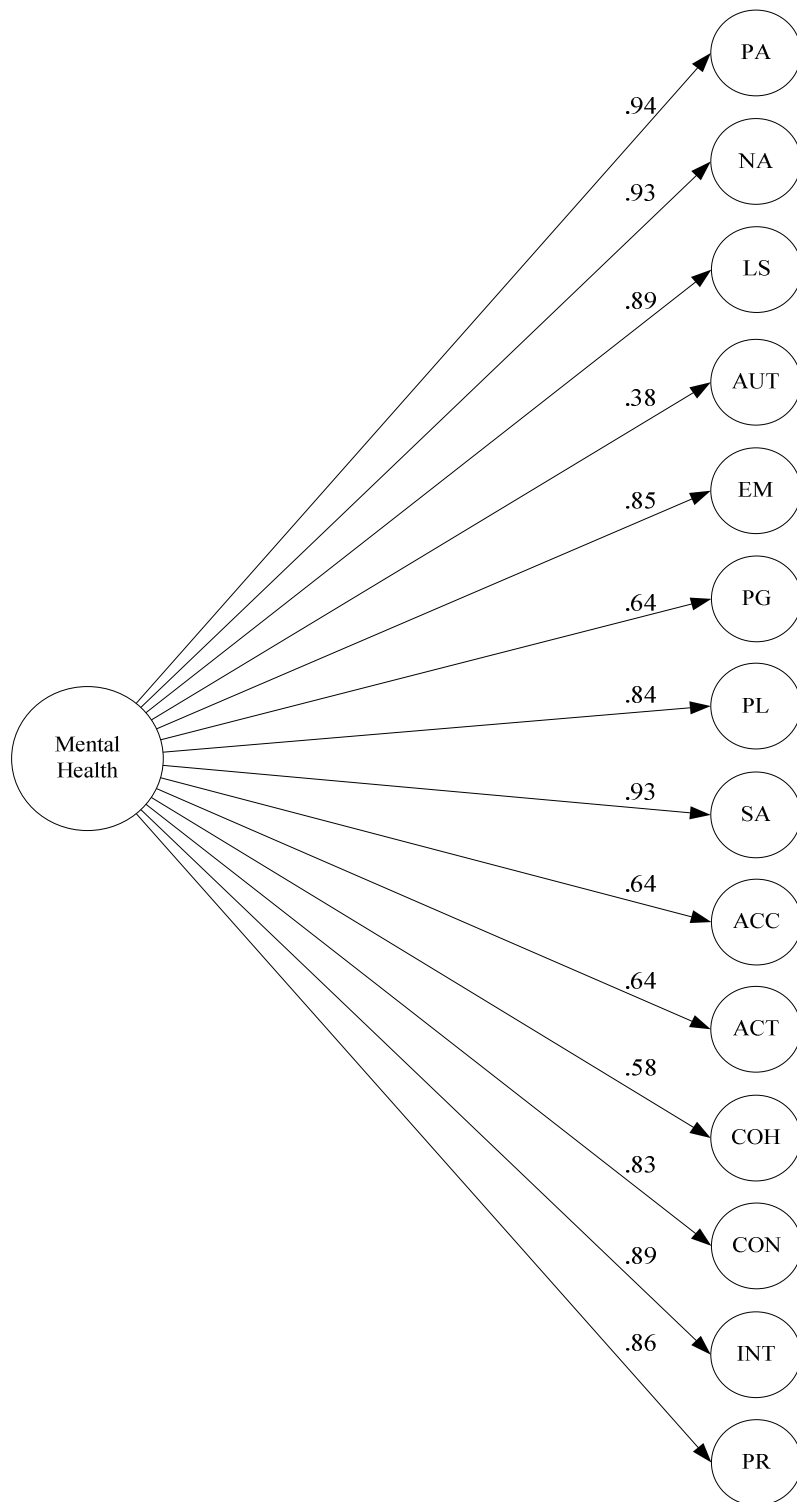 PA
.94
NA
.93
LS
.89
AUT
.38
EM
.85
PG
.64
PL
.84
Mental
Health
SA
.93
ACC
.64
ACT
.64
COH
.58
CON
.83
INT
.89
PR
.86